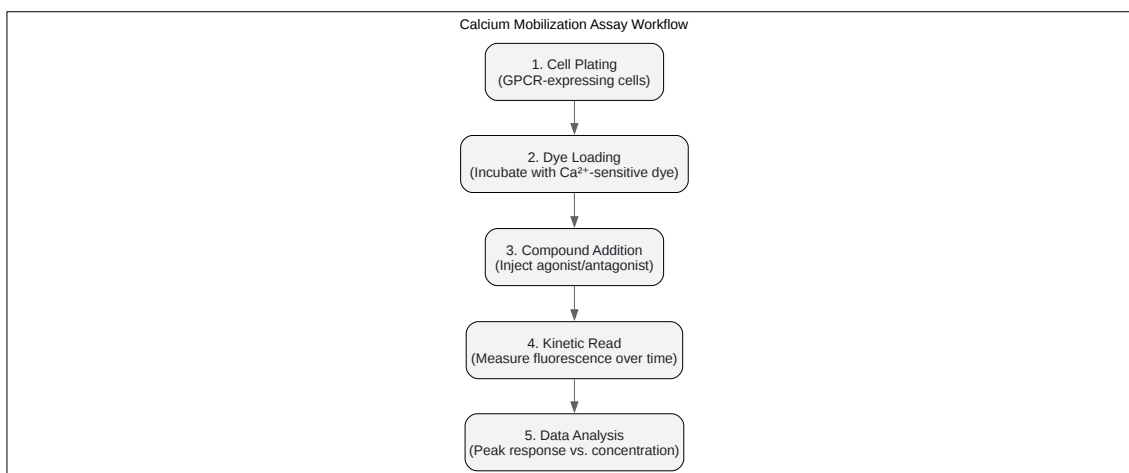 Calcium Mobilization Assay Workflow
1. Cell Plating
(GPCR-expressing cells)
2. Dye Loading
(Incubate with Ca²⁺-sensitive dye)
3. Compound Addition
(Inject agonist/antagonist)
4. Kinetic Read
(Measure fluorescence over time)
5. Data Analysis
(Peak response vs. concentration)